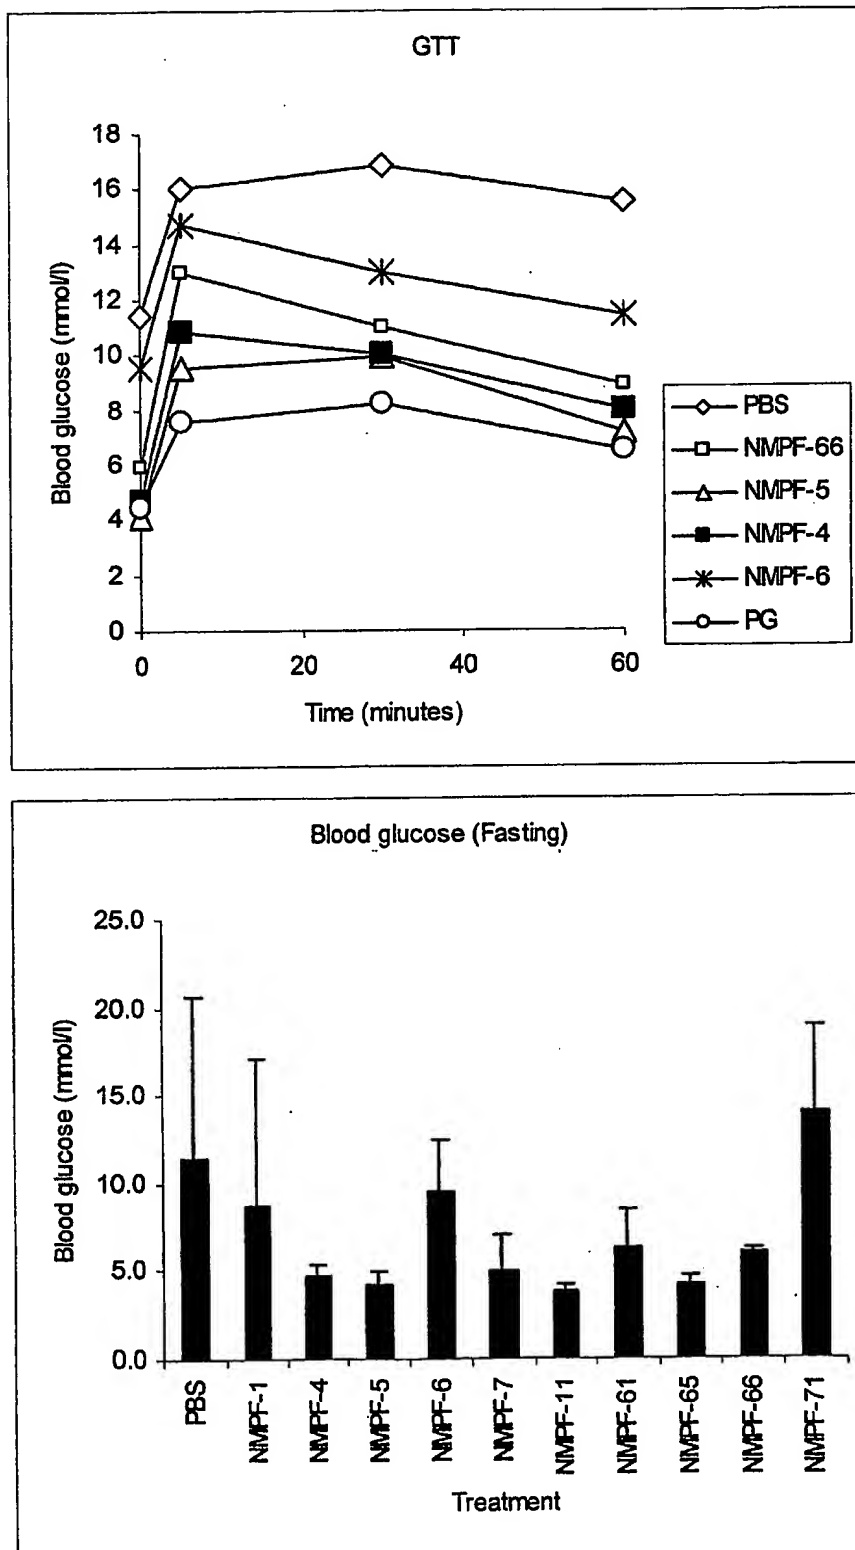 GTT
18
16
14
12
10
8
6
4
2
0
Blood glucose (mmol/l)
0 20 40 60
Time (minutes)
PBS
NMPF-66
NMPF-5
NMPF-4
NMPF-6
PG
Blood glucose (Fasting)
25.0
20.0
15.0
10.0
5.0
0.0
Blood glucose (mmol/l)
PBS
NMPF-1
NMPF-4
NMPF-5
NMPF-6
NMPF-7
NMPF-11
NMPF-61
NMPF-65
NMPF-66
NMPF-71
Treatment